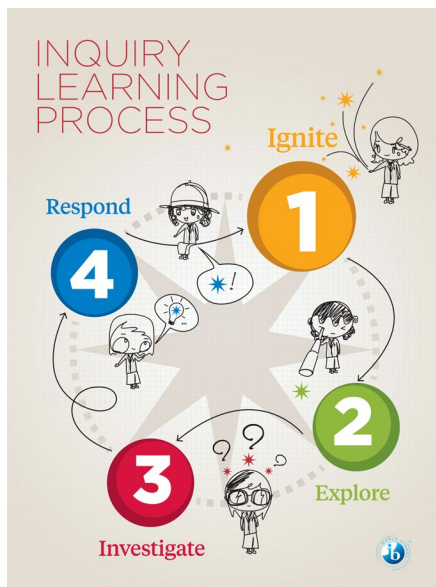 INQUIRY
LEARNING
PROCESS
Ignite
1
Respond
4
!
2
Explore
3
? ? ?
Investigate
ib